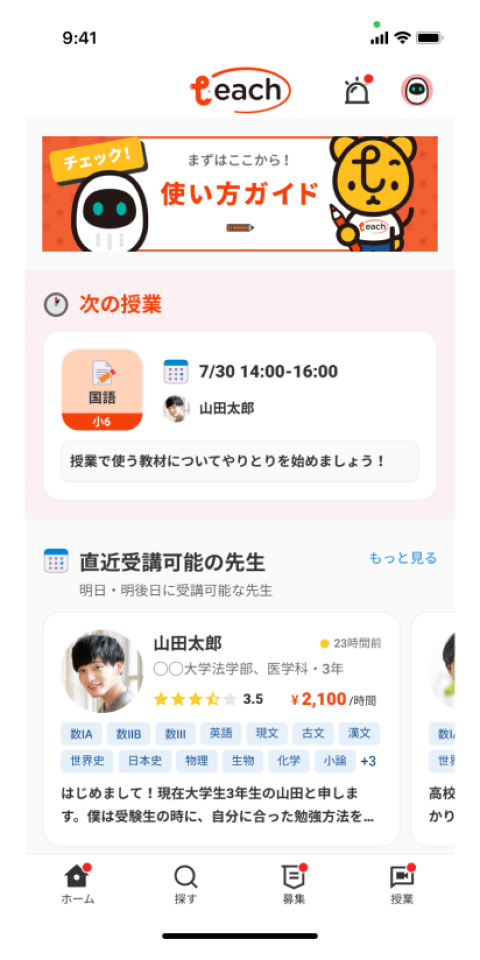 9:41
teach
チェック!
まずはここから!
使い方ガイド
teach
次の授業
国語
小6
7/30 14:00-16:00
山田太郎
授業で使う教材についてやりとりを始めましょう!
直近受講可能の先生
もっと見る
明日・明後日に受講可能な先生
山田太郎
23時間前
〇〇大学法学部、医学科・3年
3.5
¥2,100/時間
数IA 数IIB 数III 英語 現文 古文 漢文
世界史 日本史 物理 生物 化学 小論 +3
はじめまして!現在大学生3年生の山田と申しま
す。僕は受験生の時に、自分に合った勉強方法を...
高校
かり
ホーム
探す
募集
授業